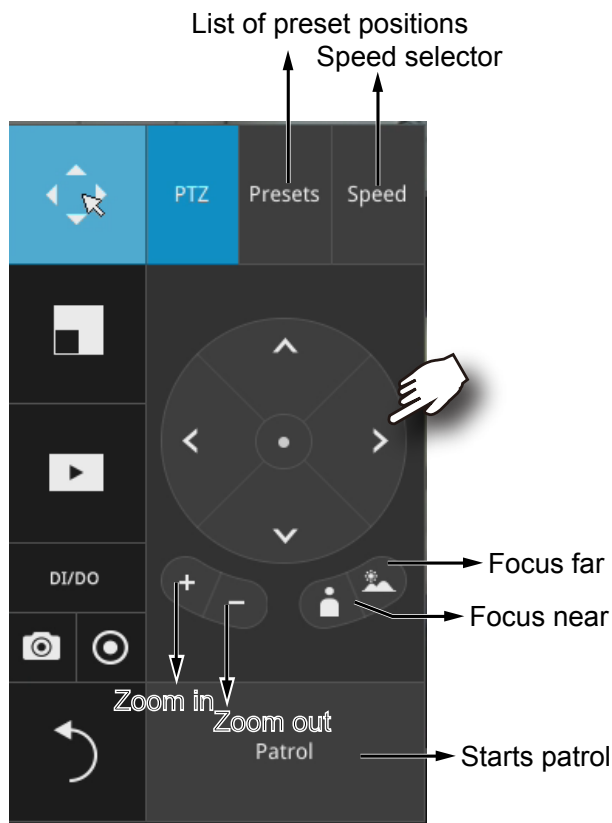 List of preset positions
Speed selector
PTZ
Presets
Speed
DI/DO
Focus far
Focus near
Zoom in
Zoom out
Patrol
Starts patrol